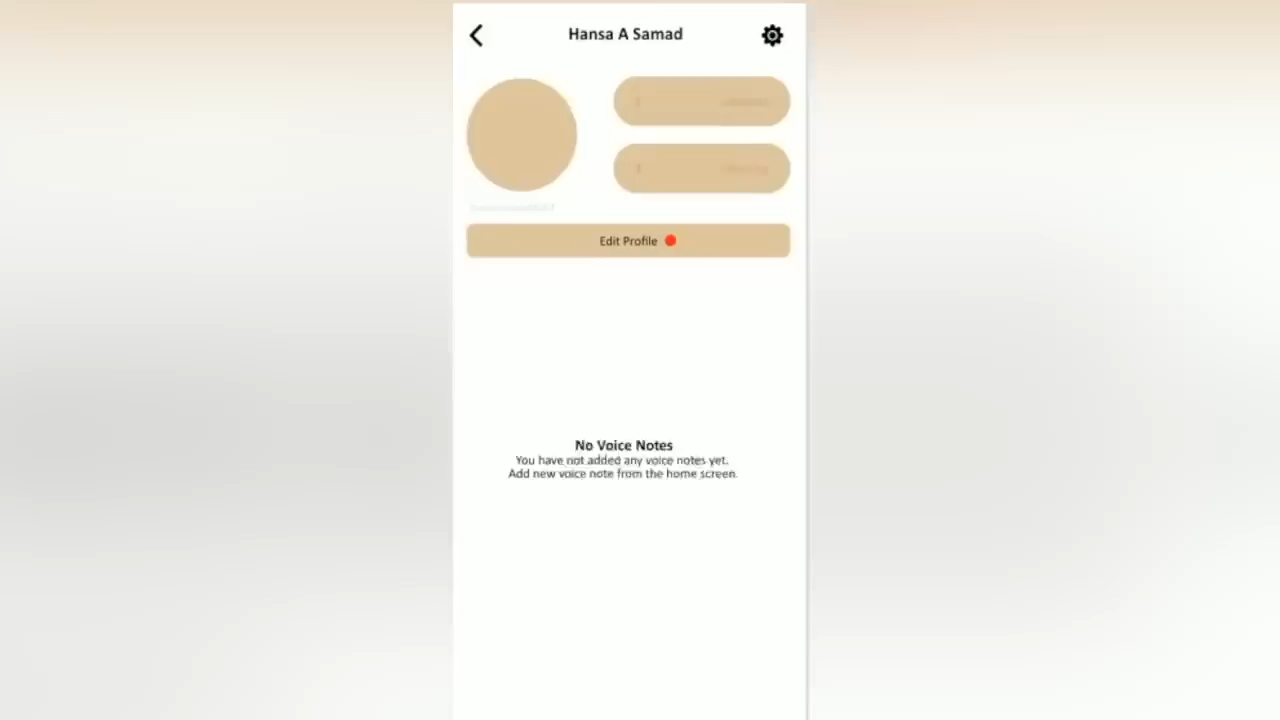 Hansa A Samad
Edit Profile
No Voice Notes
You have not added any voice notes yet.
Add new voice note from the home screen.